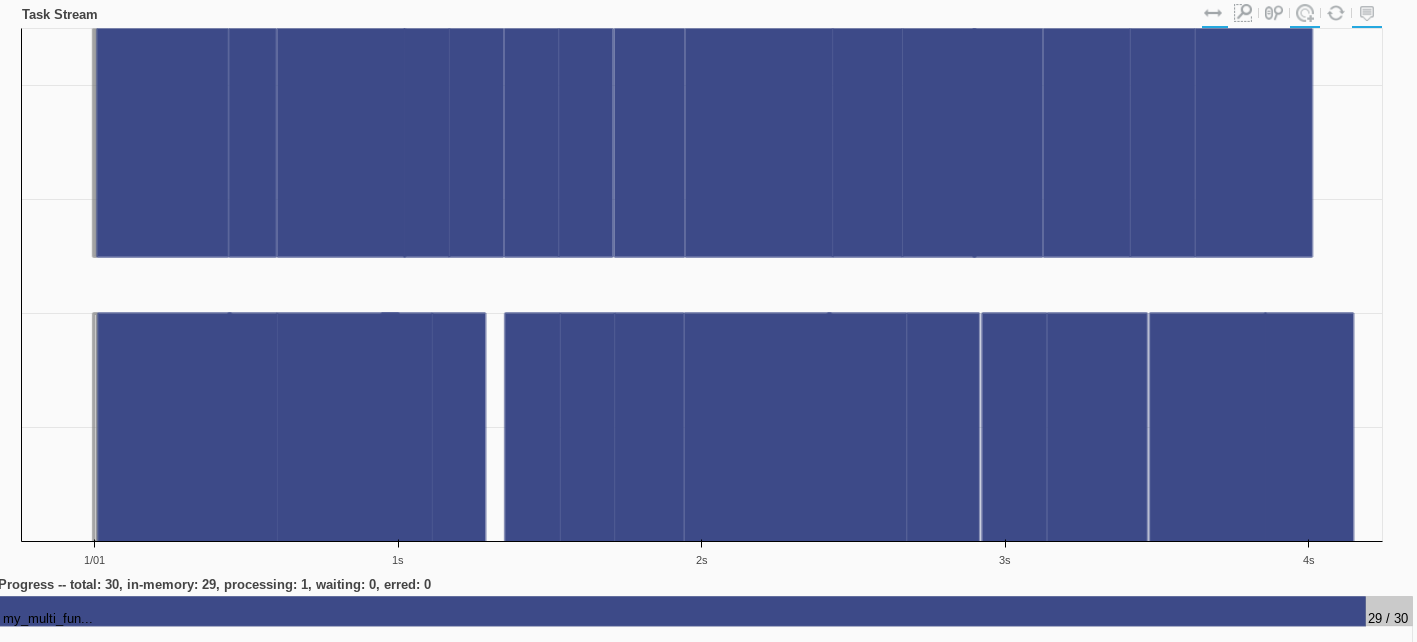 Task Stream
1/01 1s 2s 3s 4s
Progress -- total: 30, in-memory: 29, processing: 1, waiting: 0, erred: 0
my_multi_fun... 29 / 30